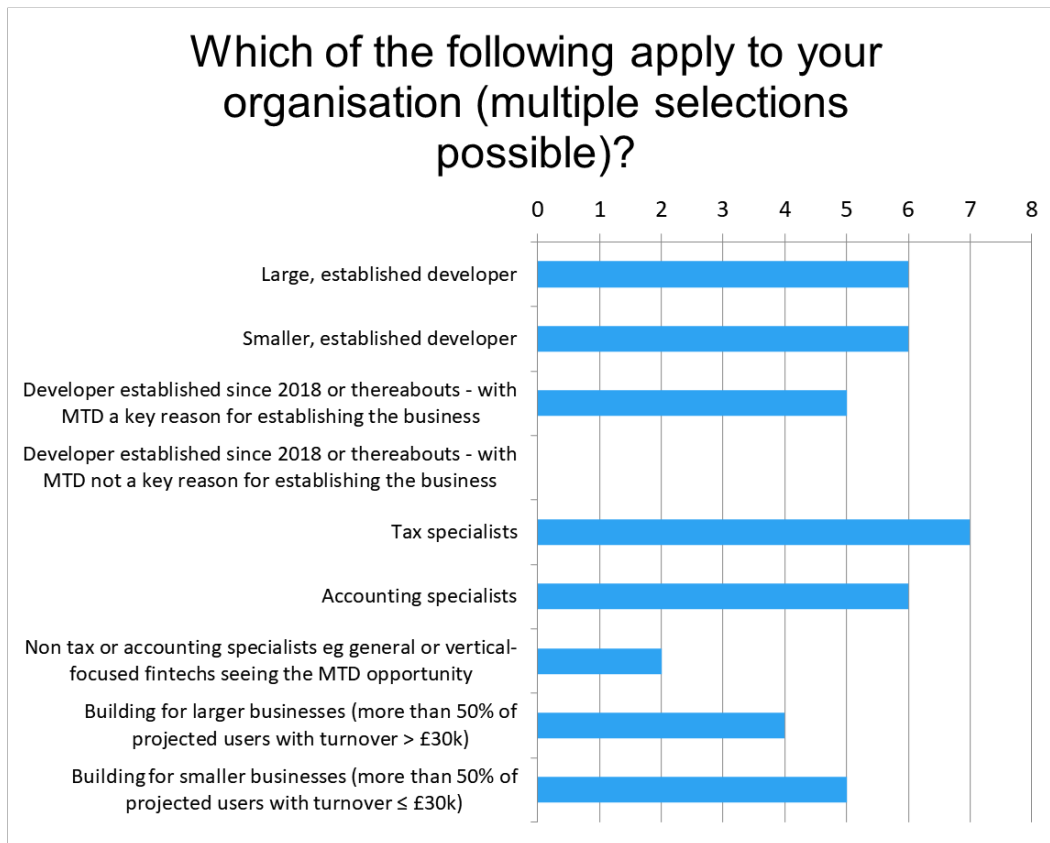 Which of the following apply to your
organisation (multiple selections
possible)?
0 1 2 3 4 5 6 7 8
Large, established developer
Smaller, established developer
Developer established since 2018 or thereabouts - with
MTD a key reason for establishing the business
Developer established since 2018 or thereabouts - with
MTD not a key reason for establishing the business
Tax specialists
Accounting specialists
Non tax or accounting specialists eg general or vertical-
focused fintechs seeing the MTD opportunity
Building for larger businesses (more than 50% of
projected users with turnover > £30k)
Building for smaller businesses (more than 50% of
projected users with turnover ≤ £30k)